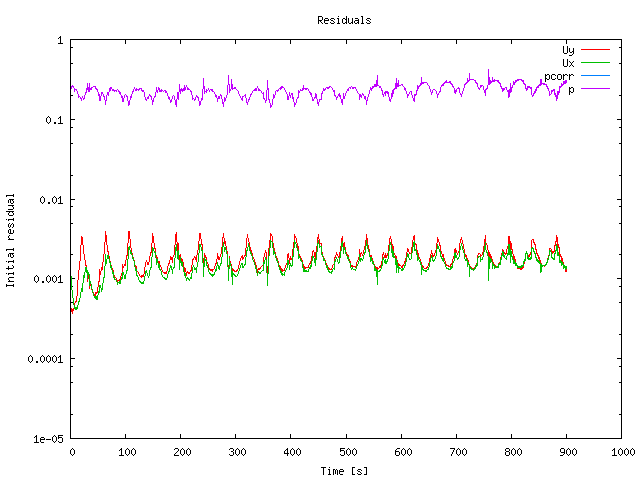 Residuals
1
0.1
0.01
0.001
0.0001
1e-05
Initial residual
Uy
Ux
pcorr
p
0 100 200 300 400 500 600 700 800 900 1000
Time [s]